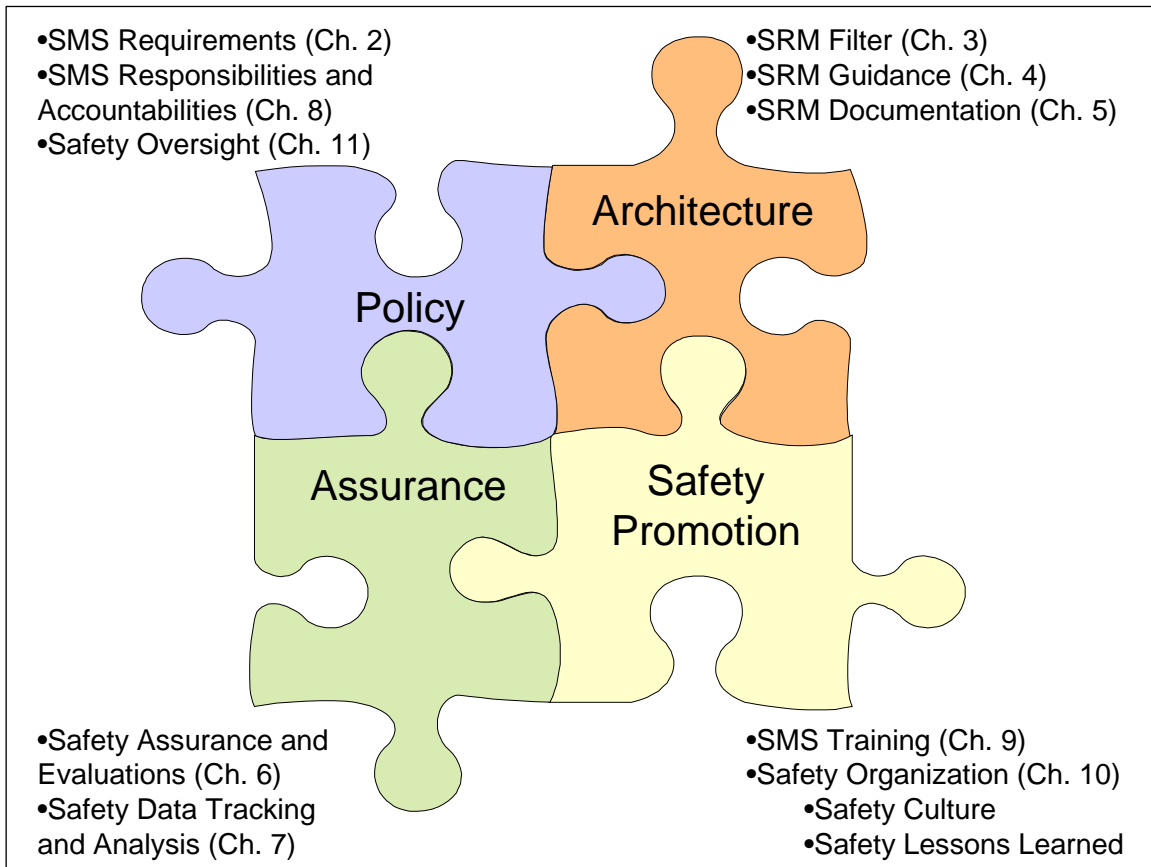 •SMS Requirements (Ch. 2)
•SMS Responsibilities and
Accountabilities (Ch. 8)
•Safety Oversight (Ch. 11)
•SRM Filter (Ch. 3)
•SRM Guidance (Ch. 4)
•SRM Documentation (Ch. 5)
Architecture
Policy
Assurance
Safety
Promotion
•Safety Assurance and
Evaluations (Ch. 6)
•Safety Data Tracking
and Analysis (Ch. 7)
•SMS Training (Ch. 9)
•Safety Organization (Ch. 10)
•Safety Culture
•Safety Lessons Learned